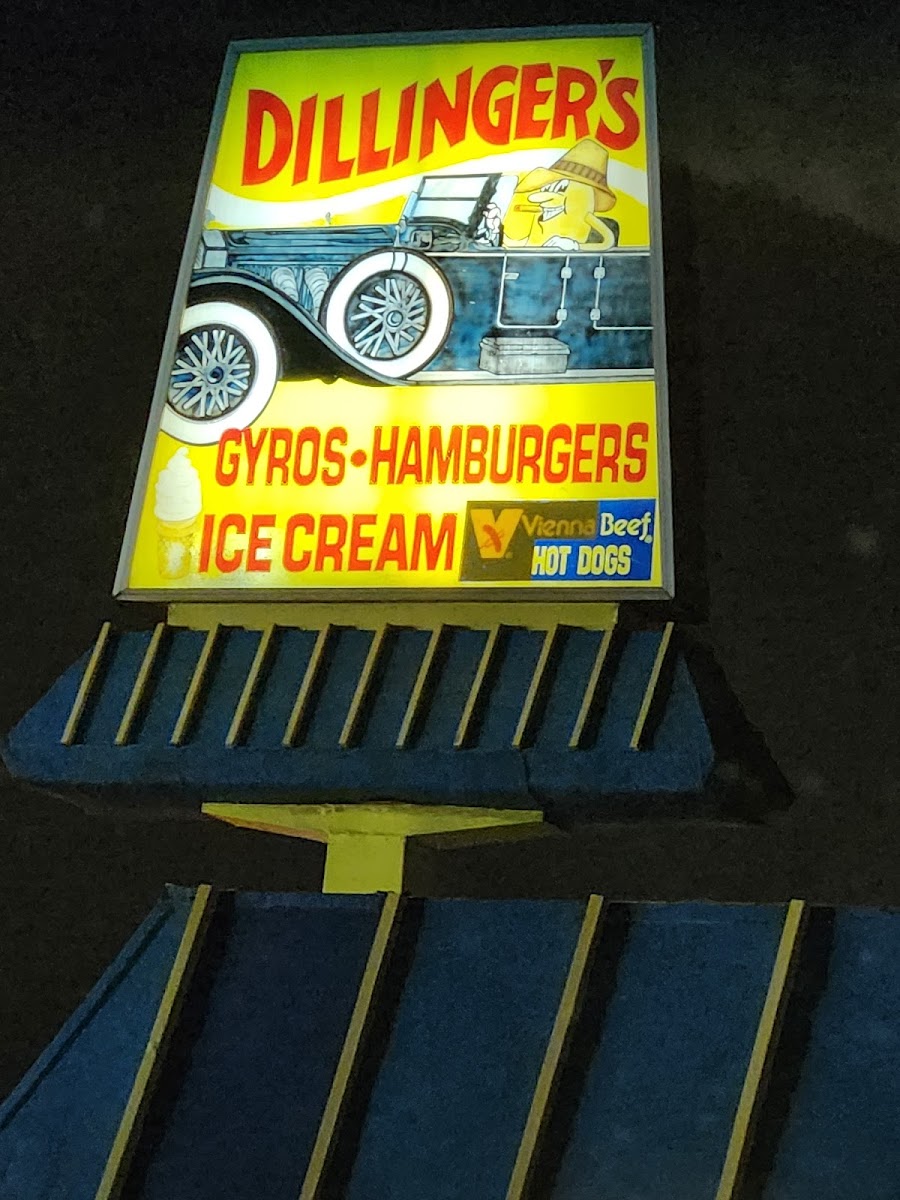 DILLINGER'S
GYROS•HAMBURGERS
ICE CREAM
Vienna Beef®
HOT DOGS